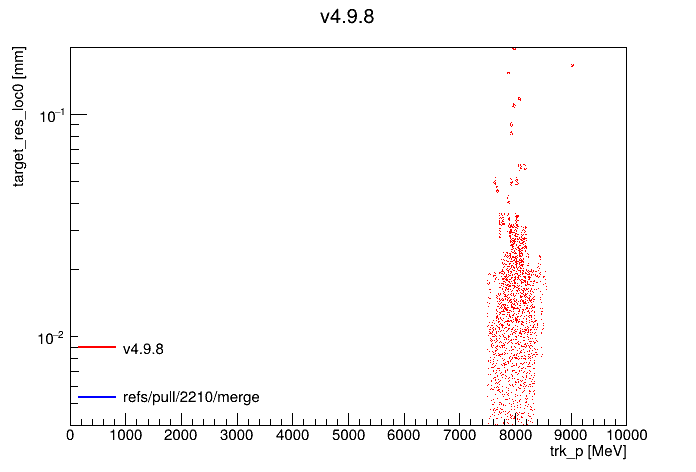 v4.9.8
target_res_loc0 [mm]
10⁻¹
10⁻²
v4.9.8
refs/pull/2210/merge
0 1000 2000 3000 4000 5000 6000 7000 8000 9000 10000
trk_p [MeV]